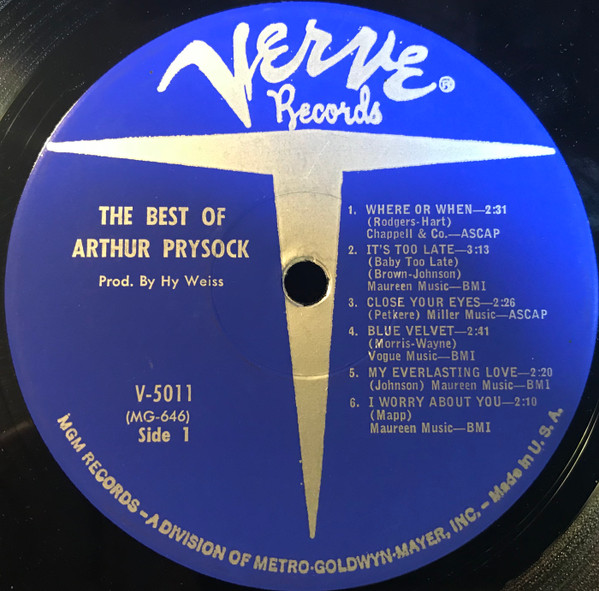 VERVE®
Records
THE BEST OF
ARTHUR PRYSOCK
Prod. By Hy Weiss
V-5011
(MG-646)
Side 1
1. WHERE OR WHEN—2:31
(Rodgers-Hart)
Chappell & Co.—ASCAP
2. IT'S TOO LATE—3:13
(Baby Too Late)
(Brown-Johnson)
Maureen Music—BMI
3. CLOSE YOUR EYES—2:26
(Petkere) Miller Music—ASCAP
4. BLUE VELVET—2:41
(Morris-Wayne)
Vogue Music—BMI
5. MY EVERLASTING LOVE—2:20
(Johnson) Maureen Music—BMI
6. I WORRY ABOUT YOU—2:10
(Mapp)
Maureen Music—BMI
MGM RECORDS – A DIVISION OF METRO-GOLDWYN-MAYER, INC. – Made in U. S. A.